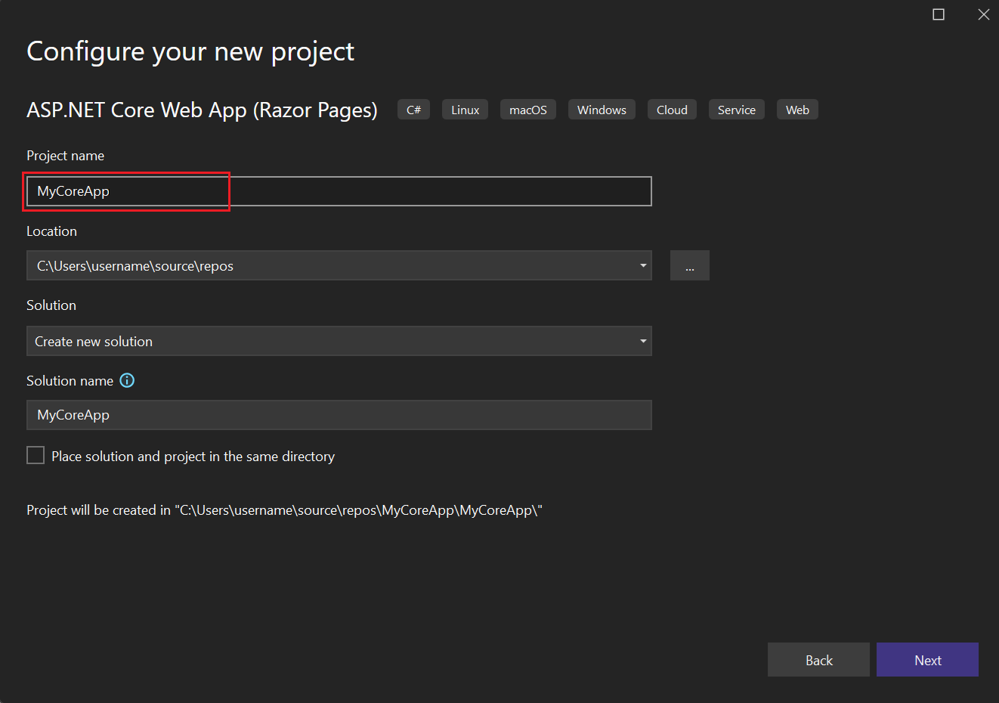 Configure your new project
ASP.NET Core Web App (Razor Pages) C# Linux macOS Windows Cloud Service Web
Project name
MyCoreApp
Location
C:\Users\username\source\repos ...
Solution
Create new solution
Solution name
MyCoreApp
Place solution and project in the same directory
Project will be created in "C:\Users\username\source\repos\MyCoreApp\MyCoreApp\"
Back Next